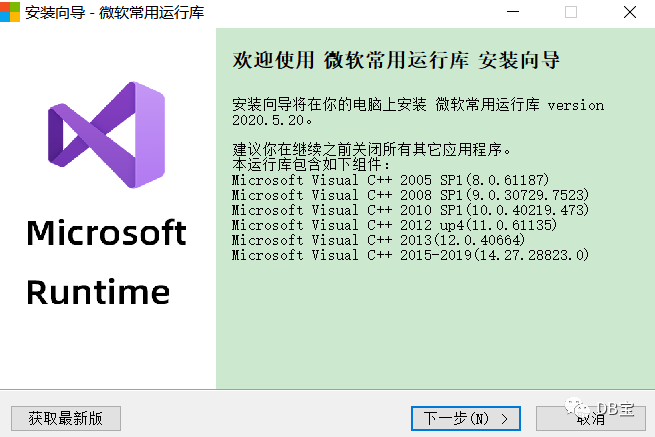 安装向导 - 微软常用运行库
欢迎使用 微软常用运行库 安装向导
安装向导将在你的电脑上安装 微软常用运行库 version
2020.5.20。
建议你在继续之前关闭所有其它应用程序。
本运行库包含如下组件:
Microsoft Visual C++ 2005 SP1(8.0.61187)
Microsoft Visual C++ 2008 SP1(9.0.30729.7523)
Microsoft Visual C++ 2010 SP1(10.0.40219.473)
Microsoft Visual C++ 2012 up4(11.0.61135)
Microsoft Visual C++ 2013(12.0.40664)
Microsoft Visual C++ 2015-2019(14.27.28823.0)
Microsoft
Runtime
获取最新版
下一步(N) >
取消
DB宝